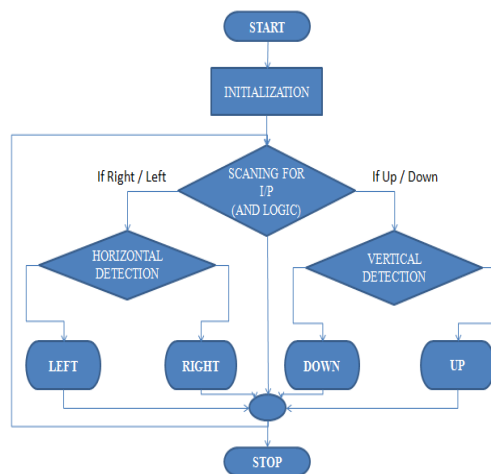 START
INITIALIZATION
SCANING FOR
I/P
(AND LOGIC)
If Right / Left
If Up / Down
HORIZONTAL
DETECTION
VERTICAL
DETECTION
LEFT
RIGHT
DOWN
UP
STOP